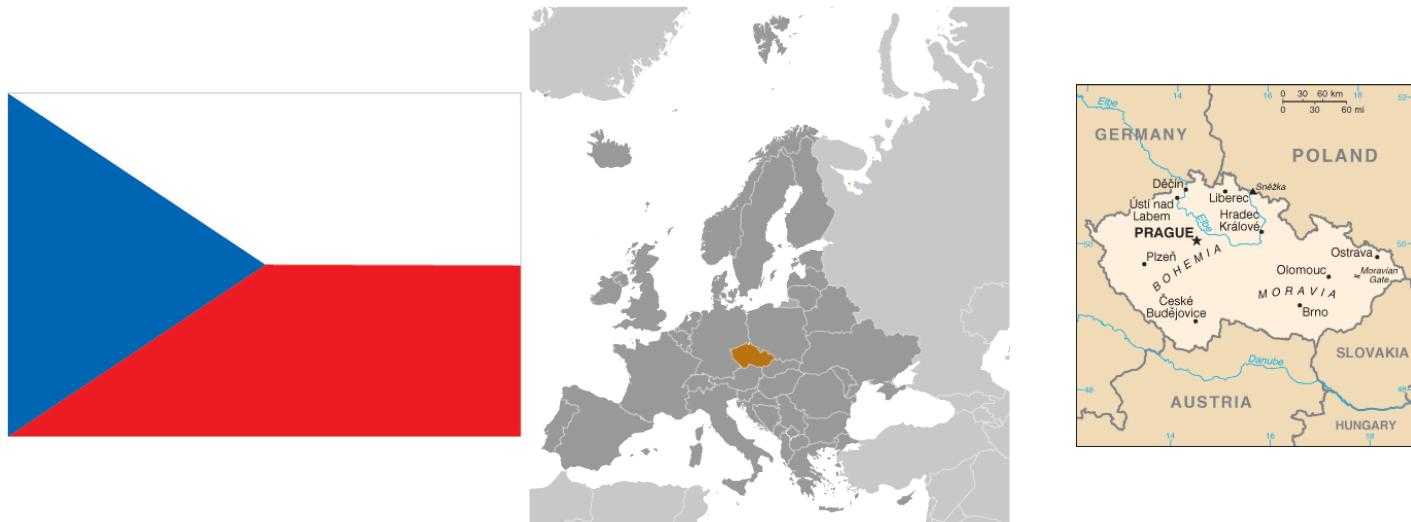 14
16
18
52
0 30 60 km
0 30 60 mi
Elbe
GERMANY
POLAND
Děčín
Sněžka
Liberec
Ústí nad
Labem
Hradec
Králové
Elbe
PRAGUE
50
50
Ostrava
Plzeň
BOHEMIA
Olomouc
Moravian
Gate
MORAVIA
České
Budějovice
Brno
SLOVAKIA
Danube
48
48
AUSTRIA
HUNGARY
14
16
18